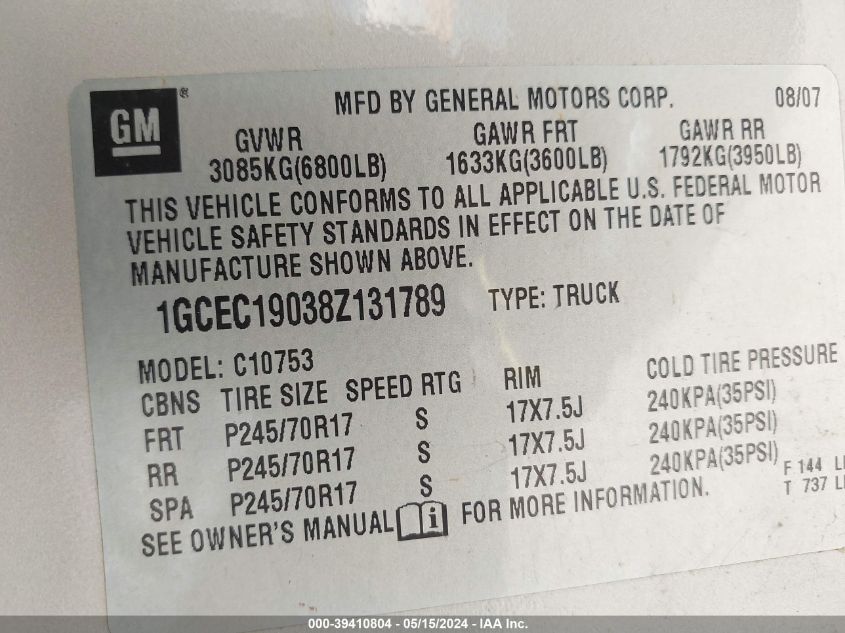 GM ® MFD BY GENERAL MOTORS CORP. 08/07
GVWR GAWR FRT GAWR RR
3085KG(6800LB) 1633KG(3600LB) 1792KG(3950LB)
THIS VEHICLE CONFORMS TO ALL APPLICABLE U.S. FEDERAL MOTOR
VEHICLE SAFETY STANDARDS IN EFFECT ON THE DATE OF
MANUFACTURE SHOWN ABOVE.
1GCEC19038Z131789 TYPE: TRUCK
MODEL: C10753
CBNS TIRE SIZE SPEED RTG RIM COLD TIRE PRESSURE
FRT P245/70R17 S 17X7.5J 240KPA(35PSI)
RR P245/70R17 S 17X7.5J 240KPA(35PSI)
SPA P245/70R17 S 17X7.5J 240KPA(35PSI)
SEE OWNER'S MANUAL i FOR MORE INFORMATION.
F 144
T 737
000-39410804 - 05/15/2024 - IAA Inc.